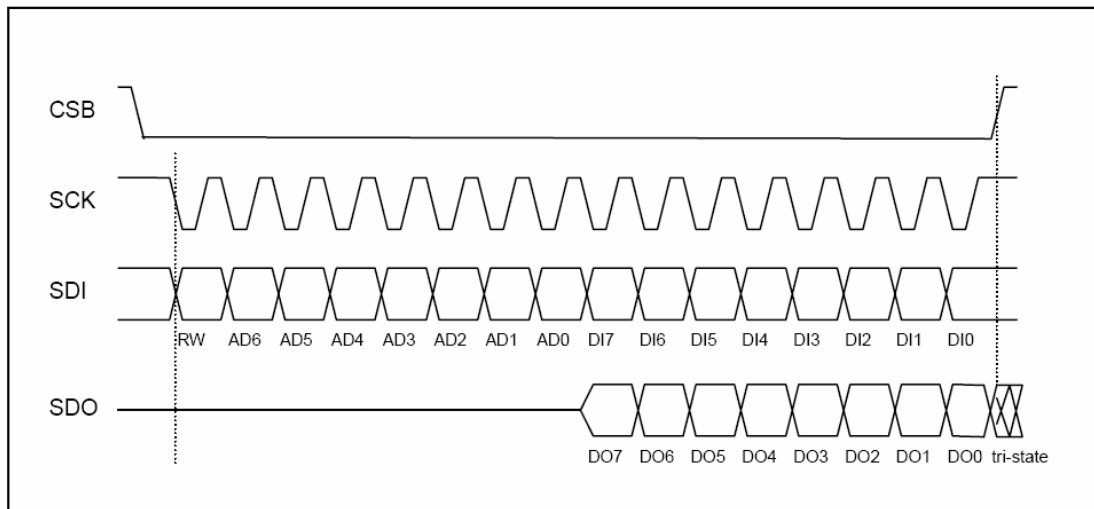 CSB
SCK
SDI
RW AD6 AD5 AD4 AD3 AD2 AD1 AD0 DI7 DI6 DI5 DI4 DI3 DI2 DI1 DI0
SDO
DO7 DO6 DO5 DO4 DO3 DO2 DO1 DO0 tri-state